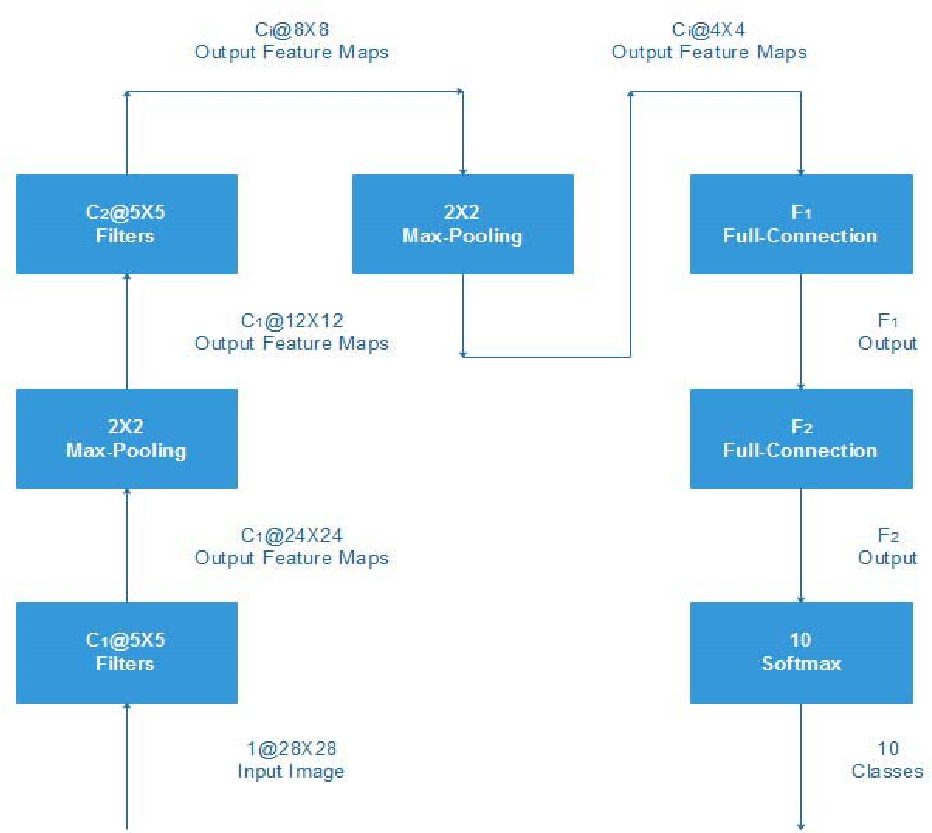 Cᵢ@8X8
Output Feature Maps
Cᵢ@4X4
Output Feature Maps
C₂@5X5
Filters
2X2
Max-Pooling
F₁
Full-Connection
C₁@12X12
Output Feature Maps
F₁
Output
2X2
Max-Pooling
F₂
Full-Connection
C₁@24X24
Output Feature Maps
F₂
Output
C₁@5X5
Filters
10
Softmax
1@28X28
Input Image
10
Classes